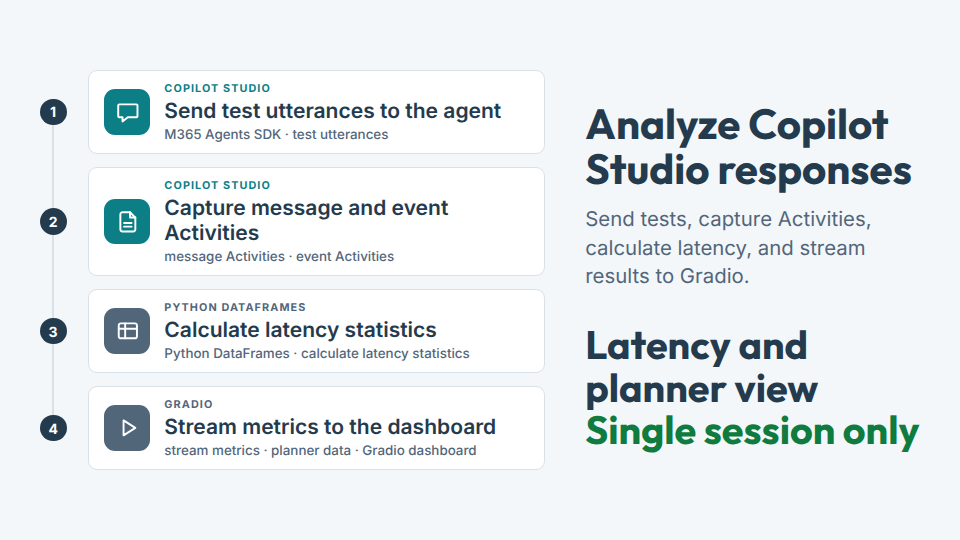 1
COPILOT STUDIO
Send test utterances to the agent
M365 Agents SDK · test utterances
2
COPILOT STUDIO
Capture message and event
Activities
message Activities · event Activities
3
PYTHON DATAFRAMES
Calculate latency statistics
Python DataFrames · calculate latency statistics
4
GRADIO
Stream metrics to the dashboard
stream metrics · planner data · Gradio dashboard
Analyze Copilot
Studio responses
Send tests, capture Activities,
calculate latency, and stream
results to Gradio.
Latency and
planner view
Single session only